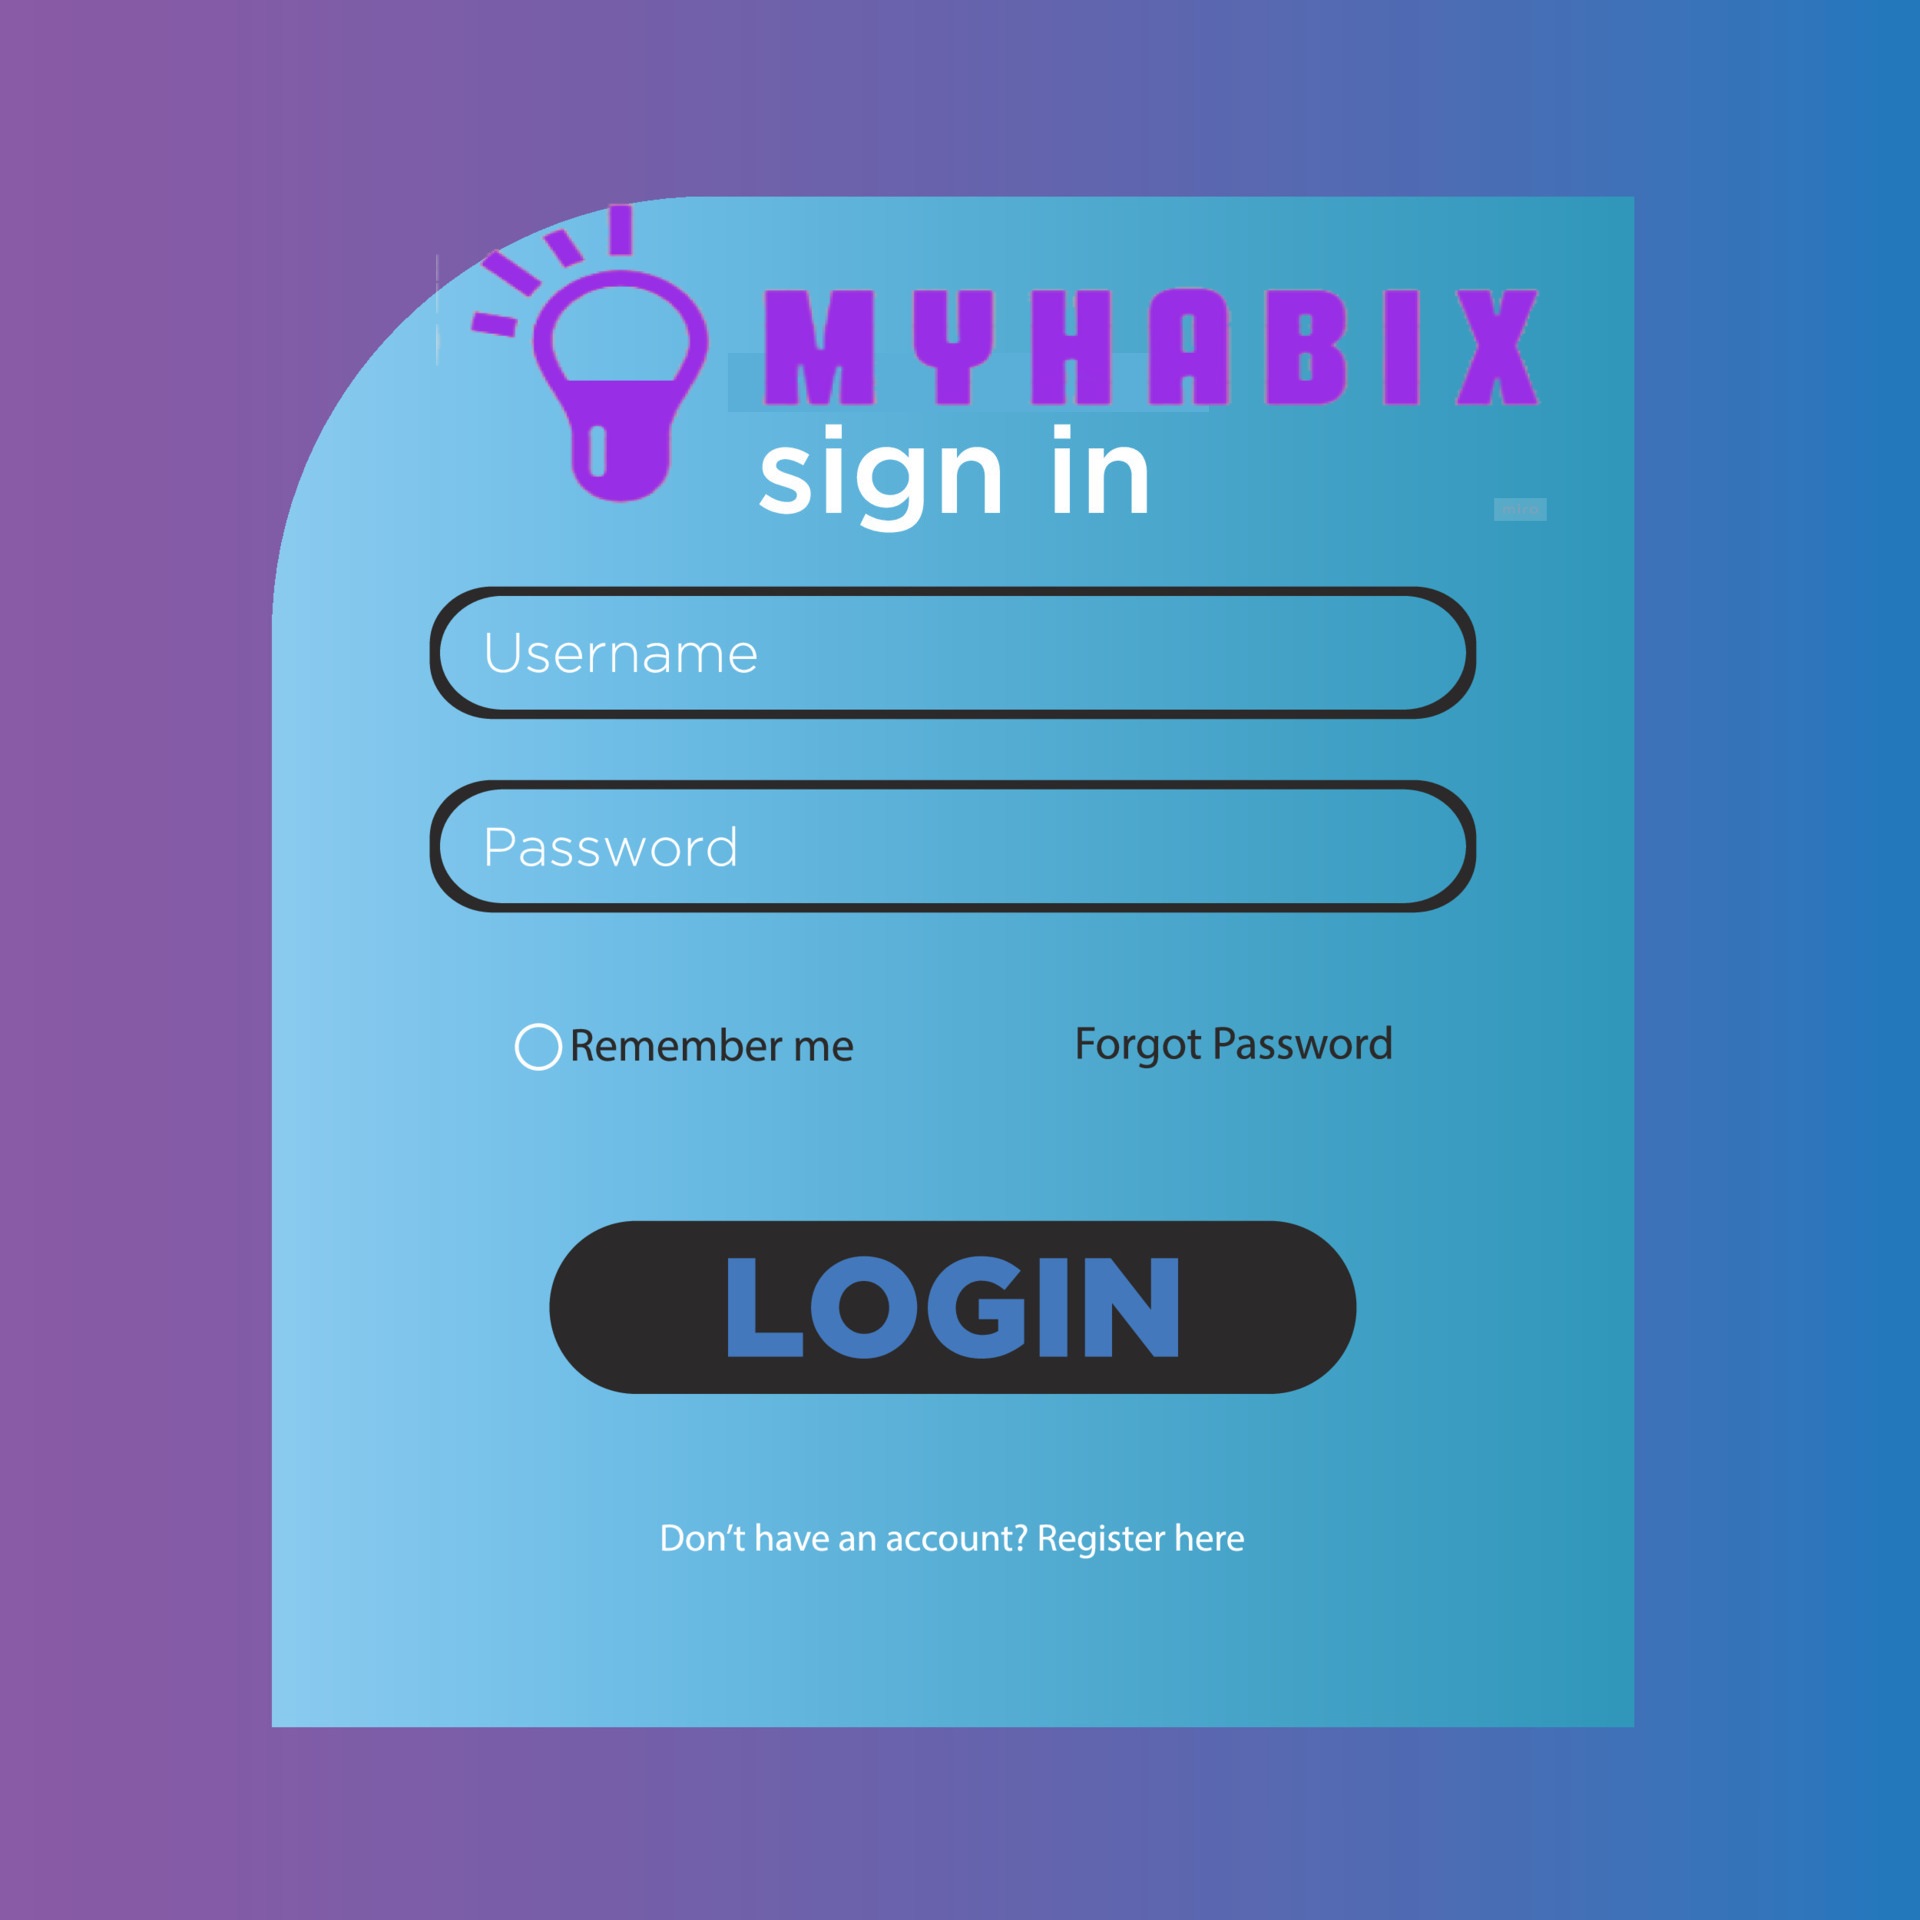 MYHABIX
sign in
Username
Password
Remember me
Forgot Password
LOGIN
Don't have an account? Register here